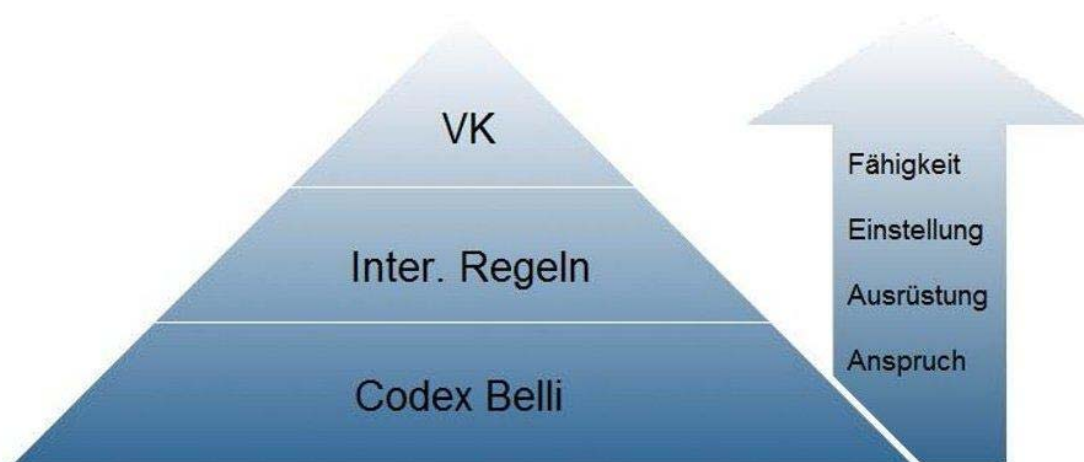 VK
Inter. Regeln
Codex Belli
Fähigkeit
Einstellung
Ausrüstung
Anspruch